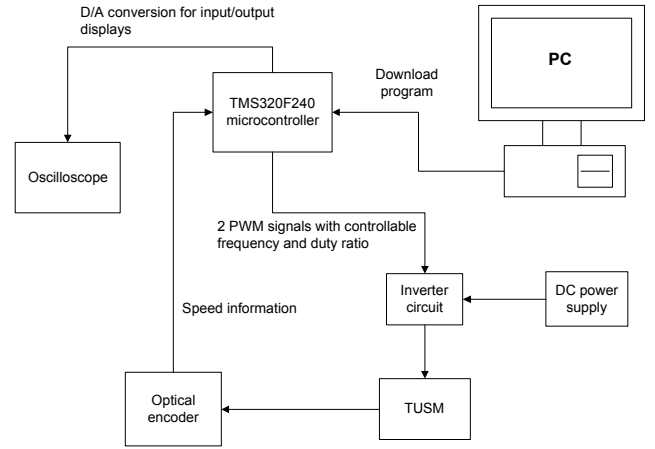 D/A conversion for input/output
displays
PC
Download
program
TMS320F240
microcontroller
Oscilloscope
2 PWM signals with controllable
frequency and duty ratio
Inverter
circuit
DC power
supply
Speed information
Optical
encoder
TUSM